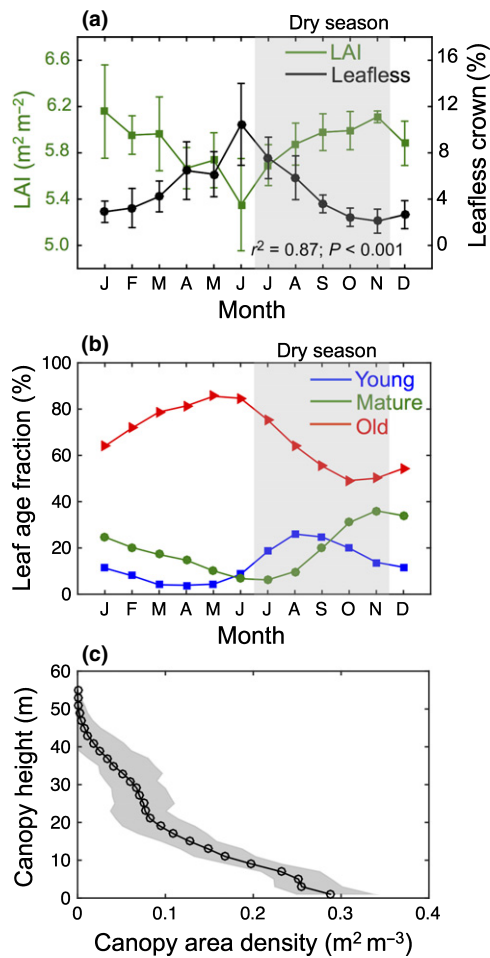 (a)
Dry season
LAI
Leafless
6.6
6.2
5.8
5.4
5.0
LAI (m² m⁻²)
16
12
8
4
0
Leafless crown (%)
r² = 0.87; P < 0.001
J F M A M J J A S O N D
Month
(b)
Dry season
Young
Mature
Old
100
80
60
40
20
0
Leaf age fraction (%)
J F M A M J J A S O N D
Month
(c)
60
50
40
30
20
10
0
Canopy height (m)
0 0.1 0.2 0.3 0.4
Canopy area density (m² m⁻³)